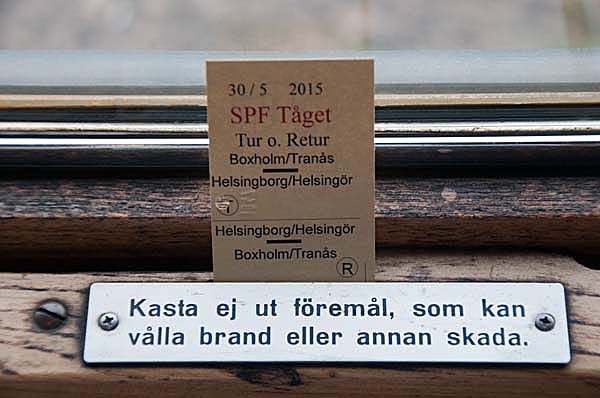 30/5 2015
SPF Tåget
Tur o. Retur
Boxholm/Tranås
Helsingborg/Helsingör
T
Helsingborg/Helsingör
Boxholm/Tranås
R
Kasta ej ut föremål, som kan
vålla brand eller annan skada.